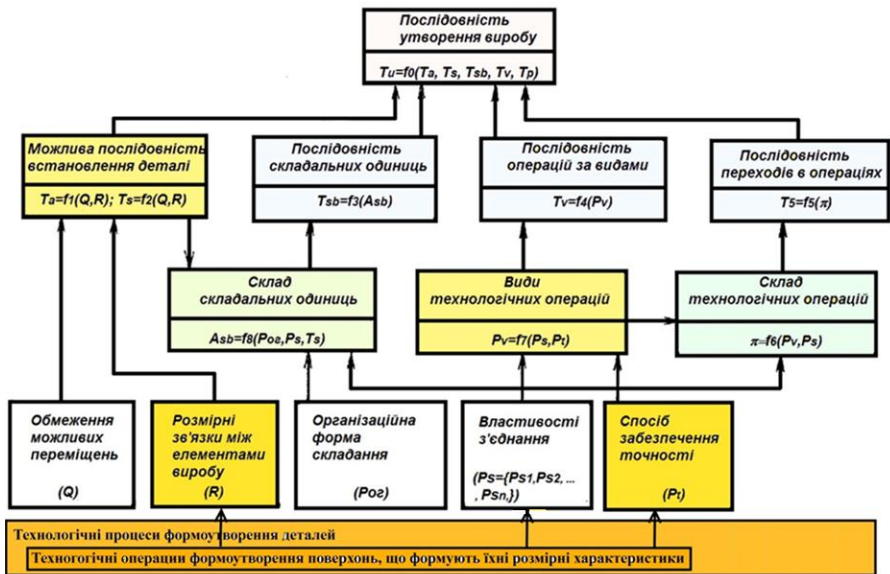 Послідовність
утворення виробу
Tu=f0(Ta, Ts, Tsb, Tv, Tp)
Можлива послідовність
встановлення деталі
Ta=f1(Q,R); Ts=f2(Q,R)
Послідовність
складальних одиниць
Tsb=f3(Asb)
Послідовність
операцій за видами
Tv=f4(Pv)
Послідовність
переходів в операціях
T5=f5(π)
Склад
складальних одиниць
Asb=f8(Pог,Ps,Ts)
Види
технологічних операцій
Pv=f7(Ps,Pt)
Склад
технологічних операцій
π=f6(Pv,Ps)
Обмеження
можливих
переміщень
(Q)
Розмірні
зв'язки між
елементами
виробу
(R)
Організаційна
форма
складання
(Pог)
Властивості
з'єднання
(Ps={Ps1,Ps2, ...
, Psn,})
Спосіб
забезпечення
точності
(Pt)
Технологічні процеси формоутворення деталей
Техногогічні операции формоутворення поверхонь, що формують їхні розмірні характеристики